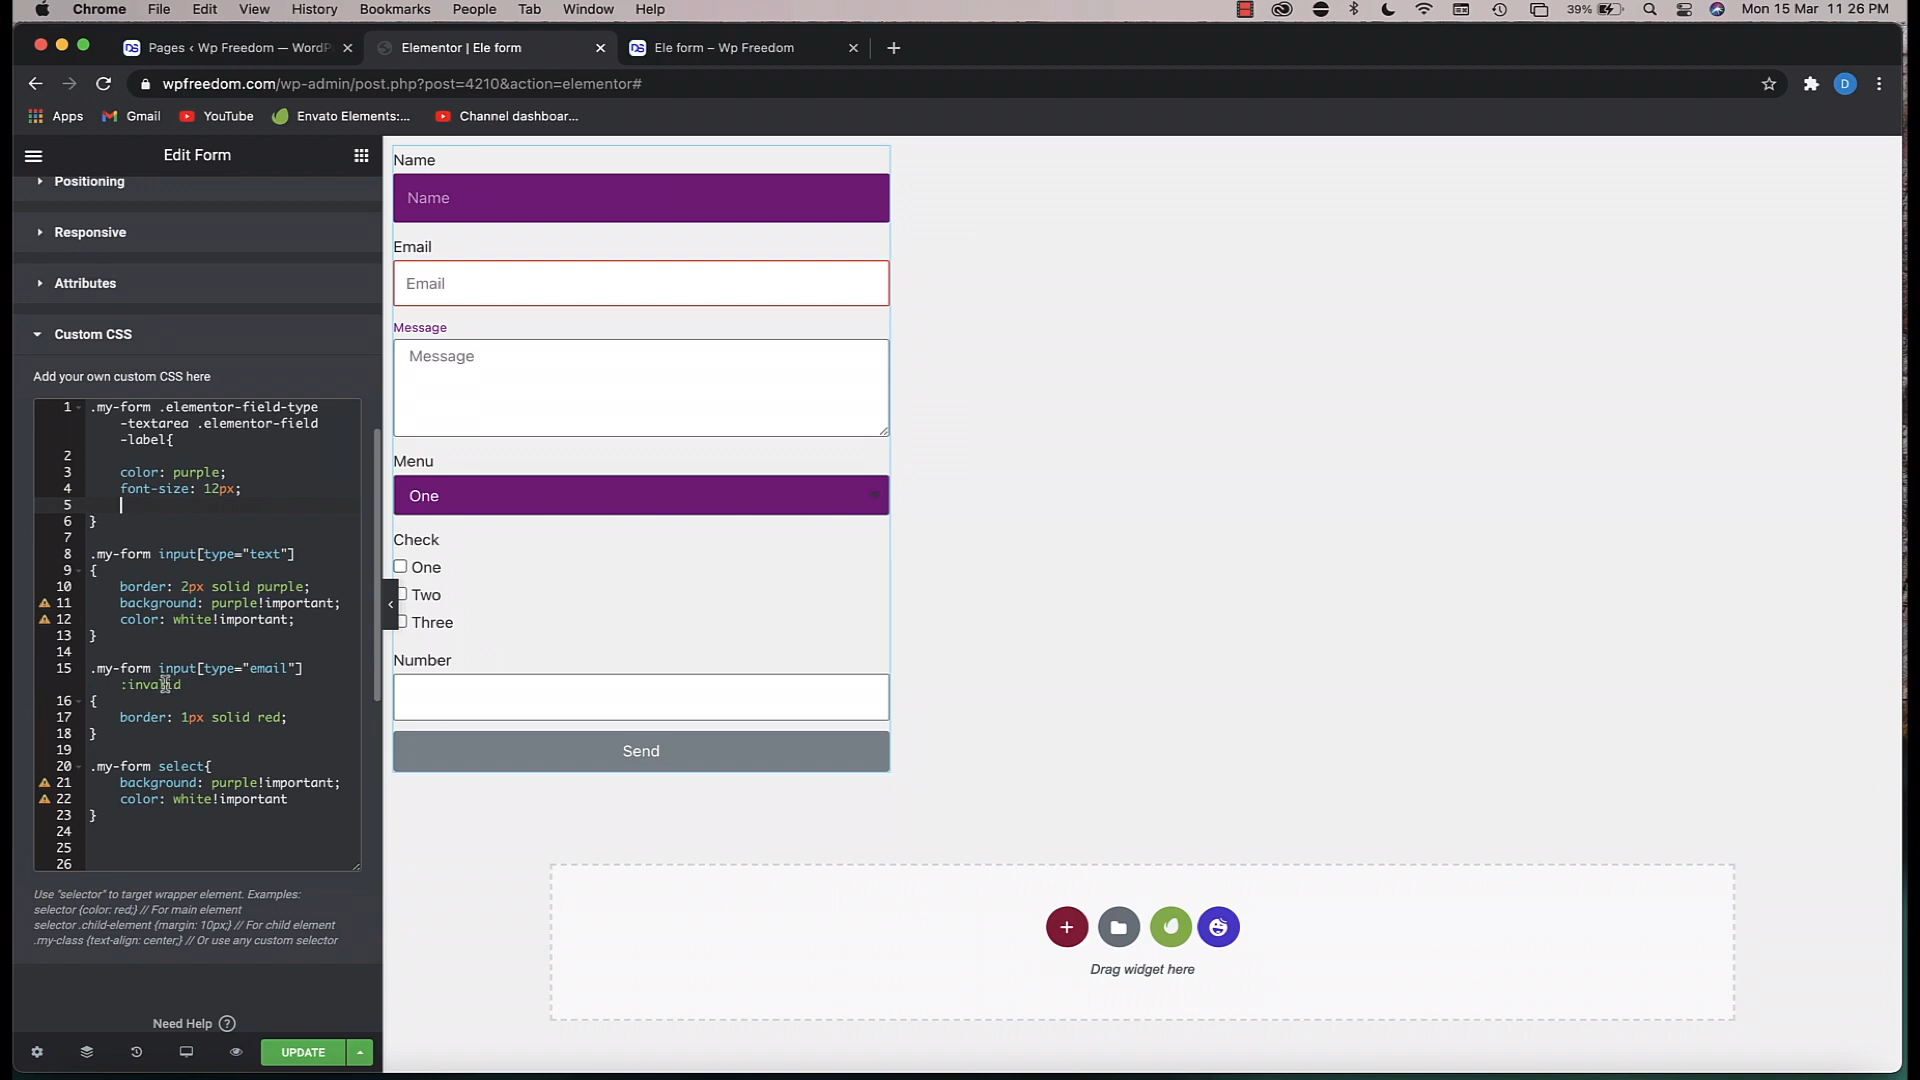 Chrome File Edit View History Bookmarks People Tab Window Help 39% Mon 15 Mar 11:26 PM
Pages ‹ Wp Freedom — WordP Elementor | Ele form Ele form – Wp Freedom
wpfreedom.com/wp-admin/post.php?post=4210&action=elementor# D
Apps Gmail YouTube Envato Elements:... Channel dashboar...
Edit Form
Positioning
Responsive
Attributes
Custom CSS
Add your own custom CSS here
1 .my-form .elementor-field-type
-textarea .elementor-field
-label{
2
3 color: purple;
4 font-size: 12px;
5
6 }
7
8 .my-form input[type="text"]
9 {
10 border: 2px solid purple;
11 background: purple!important;
12 color: white!important;
13 }
14
15 .my-form input[type="email"]
:invalid
16 {
17 border: 1px solid red;
18 }
19
20 .my-form select{
21 background: purple!important;
22 color: white!important
23 }
24
25
26
Use "selector" to target wrapper element. Examples:
selector {color: red;} // For main element
selector .child-element {margin: 10px;} // For child element
.my-class {text-align: center;} // Or use any custom selector
Need Help ?
UPDATE
Name
Name
Email
Email
Message
Message
Menu
One
Check
One
Two
Three
Number
Send
Drag widget here